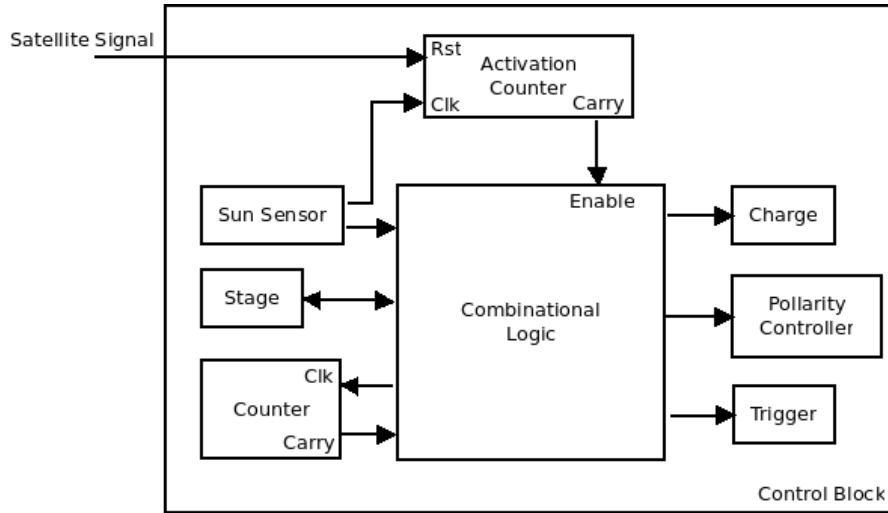 Satellite Signal
Rst
Activation
Counter
Clk
Carry
Sun Sensor
Enable
Charge
Stage
Combinational
Logic
Pollarity
Controller
Clk
Counter
Carry
Trigger
Control Block